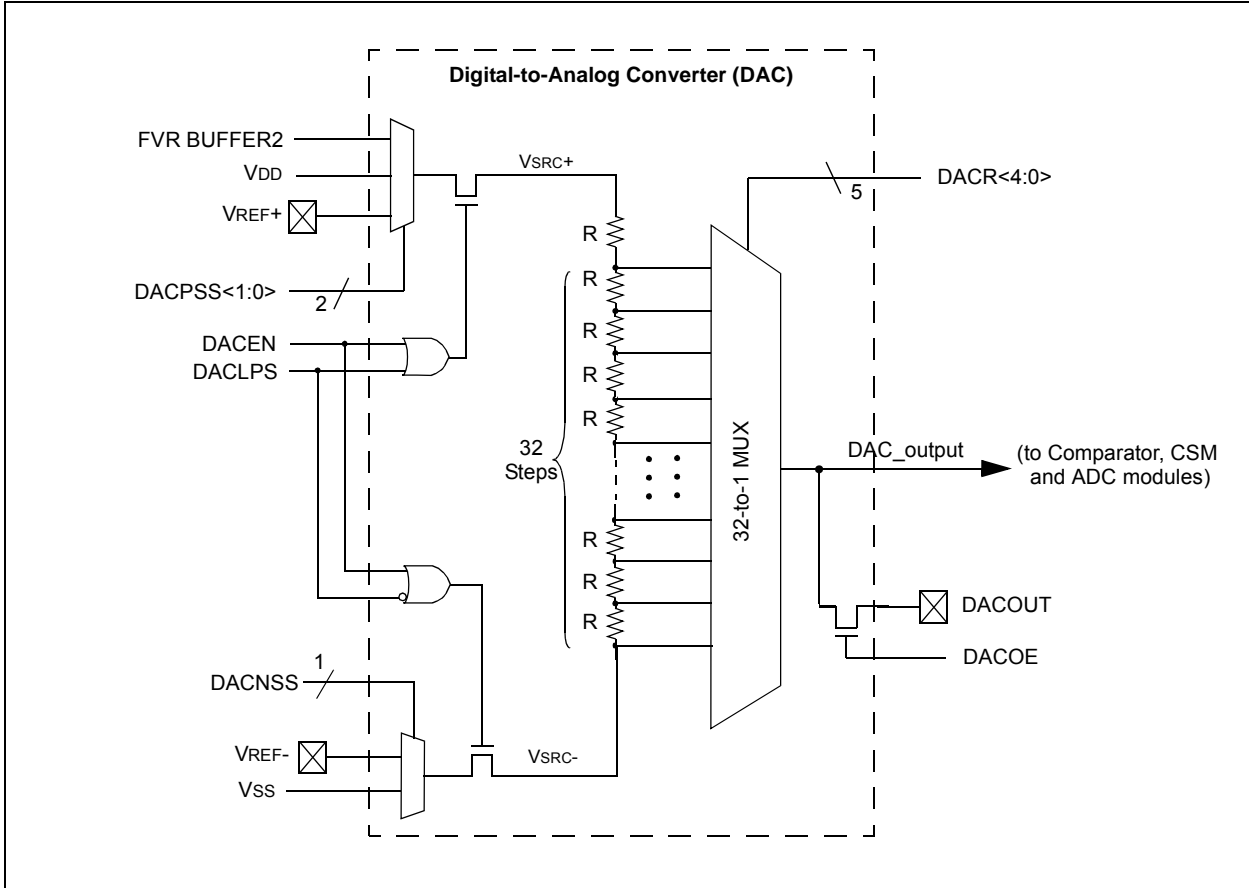 Digital-to-Analog Converter (DAC)
FVR BUFFER2
VDD
VREF+
DACPSS<1:0>
2
DACEN
DACLPS
VSRC+
R
R
R
R
R
32
Steps
R
R
R
32-to-1 MUX
5
DACR<4:0>
DAC_output
(to Comparator, CSM
and ADC modules)
DACOUT
DACOE
DACNSS
1
VREF-
VSS
VSRC-